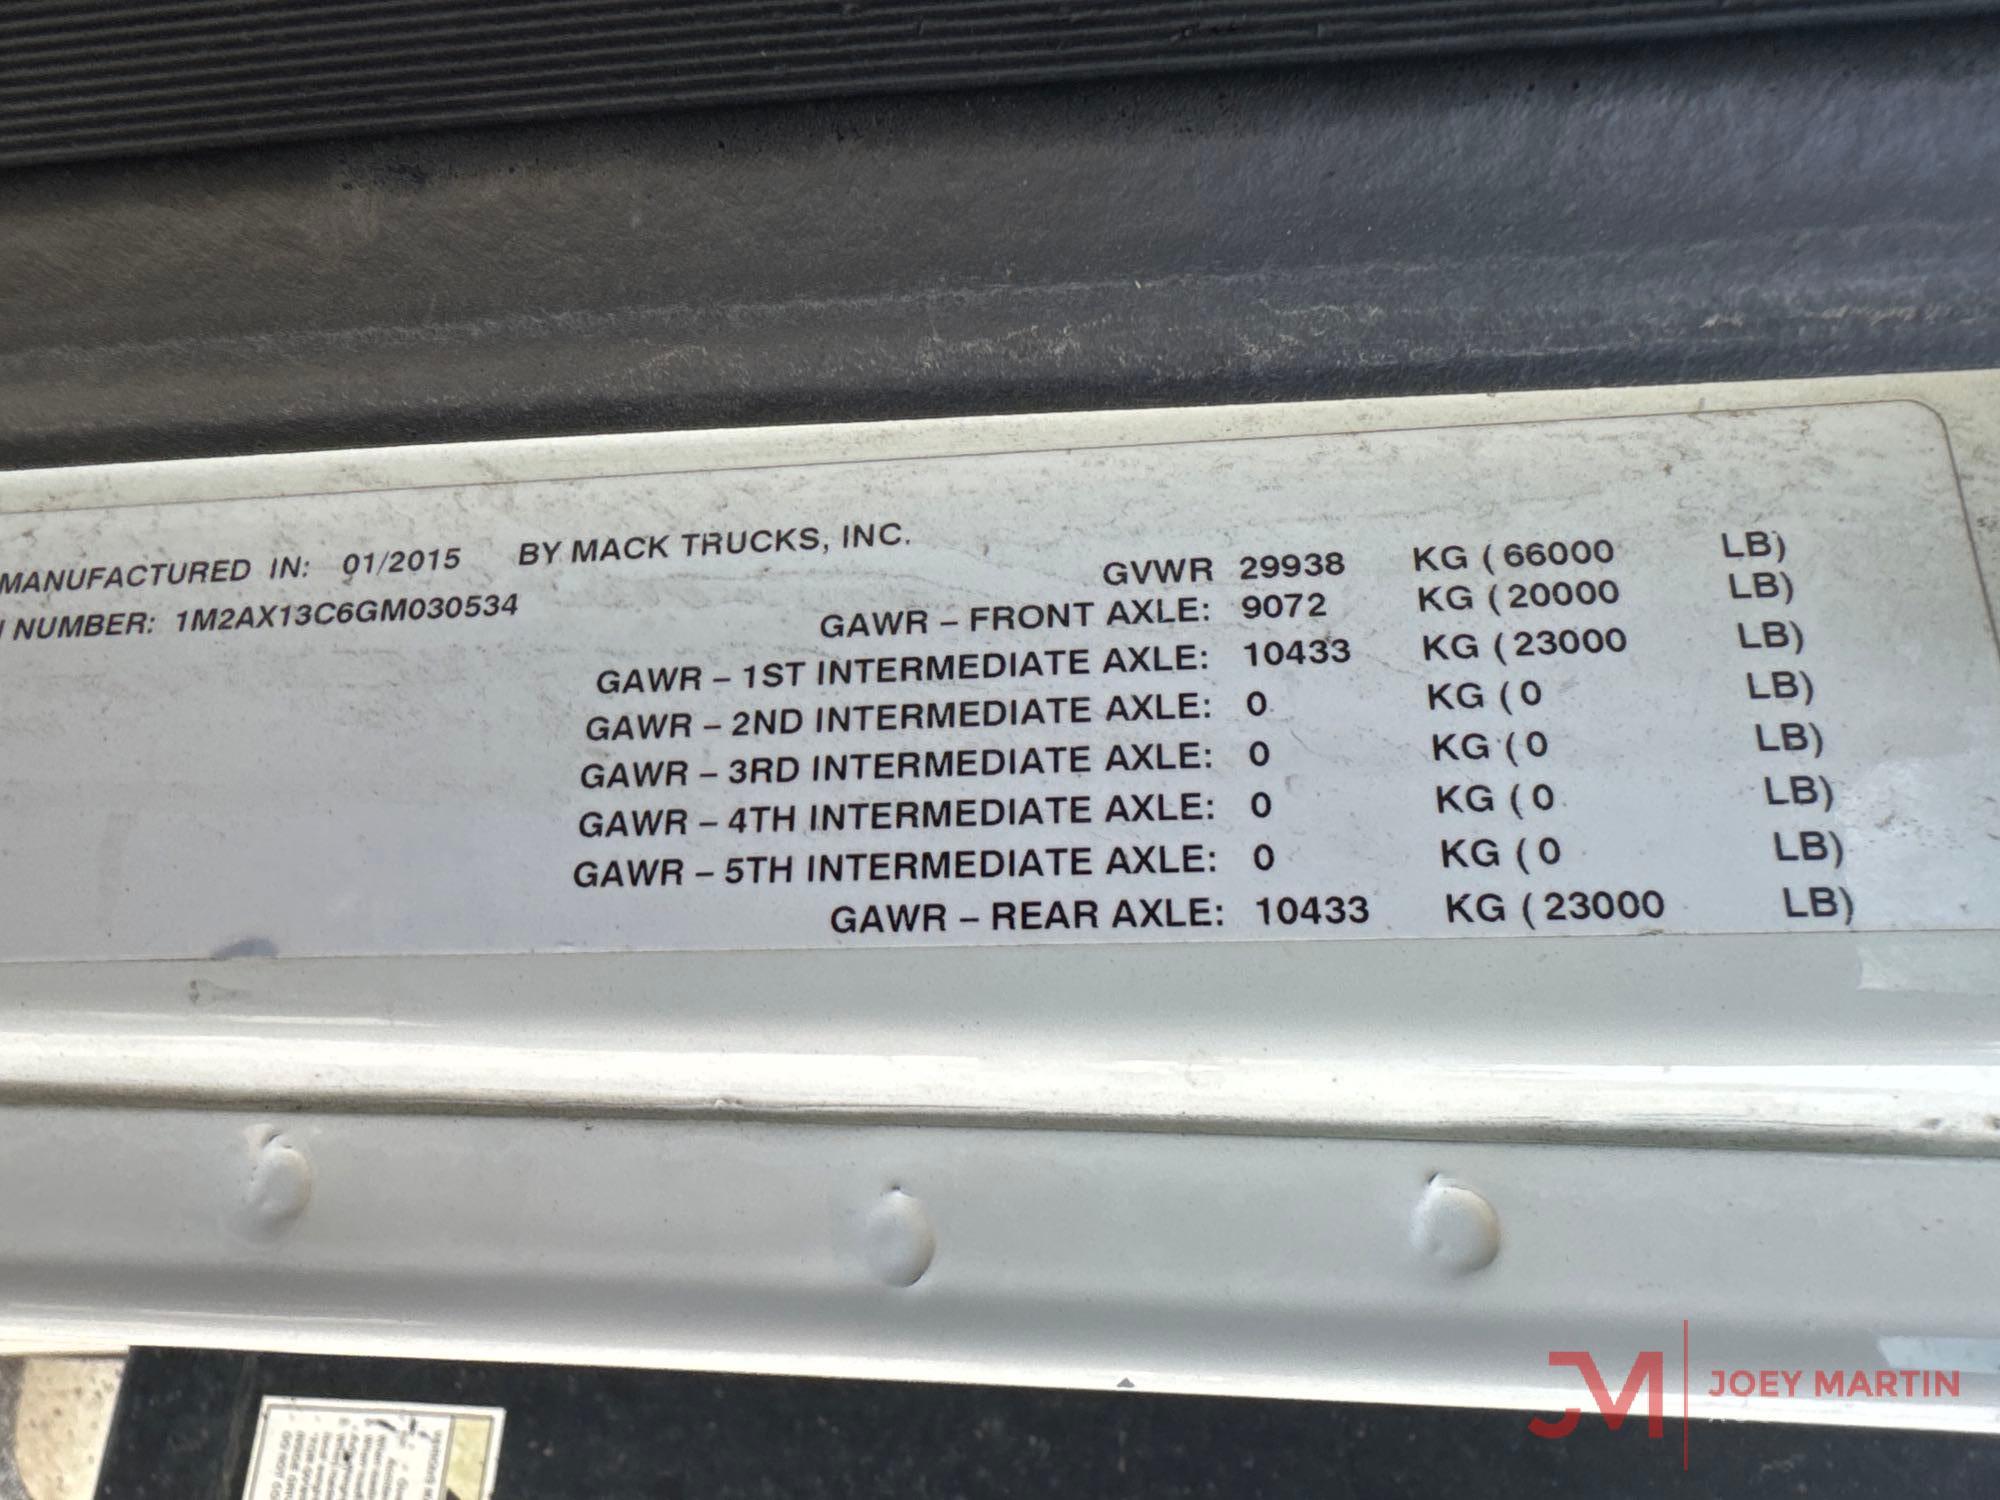 MANUFACTURED IN: 01/2015 BY MACK TRUCKS, INC.
NUMBER: 1M2AX13C6GM030534
GVWR 29938 KG (66000 LB)
GAWR – FRONT AXLE: 9072 KG (20000 LB)
GAWR – 1ST INTERMEDIATE AXLE: 10433 KG (23000 LB)
GAWR – 2ND INTERMEDIATE AXLE: 0 KG (0 LB)
GAWR – 3RD INTERMEDIATE AXLE: 0 KG (0 LB)
GAWR – 4TH INTERMEDIATE AXLE: 0 KG (0 LB)
GAWR – 5TH INTERMEDIATE AXLE: 0 KG (0 LB)
GAWR – REAR AXLE: 10433 KG (23000 LB)
JM JOEY MARTIN